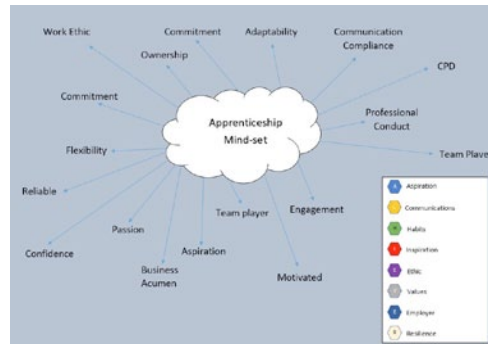 Work Ethic
Commitment
Adaptability
Communication
Compliance
Ownership
CPD
Commitment
Apprenticeship
Mind-set
Professional
Conduct
Flexibility
Team Player
Reliable
Team player
Engagement
Passion
Confidence
Aspiration
Business
Acumen
Motivated
Aspiration
Communications
Habits
Inspiration
Ethic
Values
Employer
Resilience